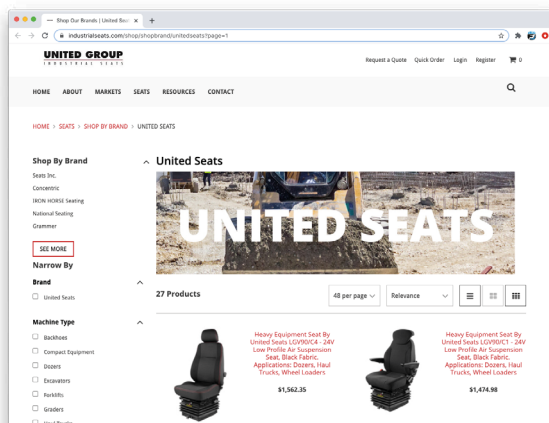 Shop Our Brands | United Seat
industrialseats.com/shop/shopbrand/unitedseats?page=1
UNITED GROUP
INDUSTRIAL SEATS
Request a Quote Quick Order Login Register 0
HOME ABOUT MARKETS SEATS RESOURCES CONTACT
HOME > SEATS > SHOP BY BRAND > UNITED SEATS
Shop By Brand
Seats Inc.
Concentric
IRON HORSE Seating
National Seating
Grammer
SEE MORE
Narrow By
Brand
United Seats
Machine Type
Backhoes
Compact Equipment
Dozers
Excavators
Forklifts
Graders
Haul Trucks
United Seats
UNITED SEATS
27 Products
48 per page
Relevance
Heavy Equipment Seat By
United Seats LGV90/C4 - 24V
Low Profile Air Suspension
Seat, Black Fabric.
Applications: Dozers, Haul
Trucks, Wheel Loaders
$1,562.35
Heavy Equipment Seat By
United Seats LGV90/C1 - 24V
Low Profile Air Suspension
Seat, Black Fabric.
Applications: Dozers, Haul
Trucks, Wheel Loaders
$1,474.98